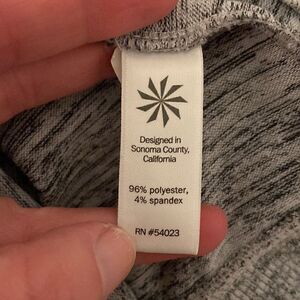 Designed in
Sonoma County,
California
96% polyester,
4% spandex
RN #54023